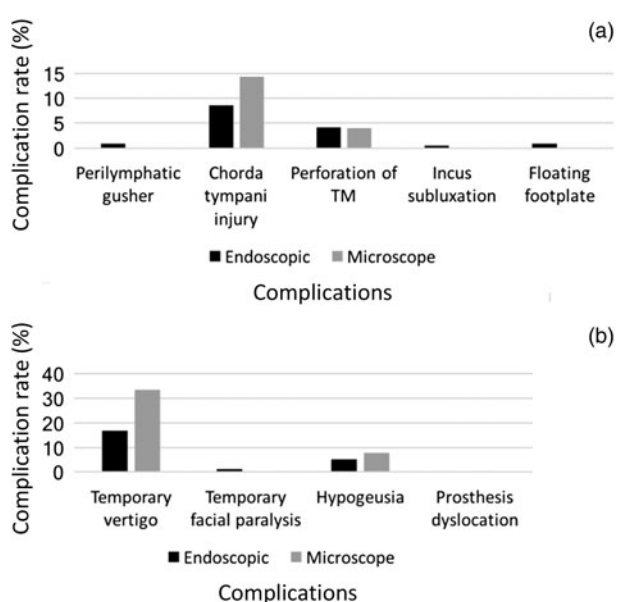 (a)
Complication rate (%)
15
10
5
0
Perilymphatic gusher
Chorda tympani injury
Perforation of TM
Incus subluxation
Floating footplate
Endoscopic Microscope
Complications
(b)
Complication rate (%)
40
30
20
10
0
Temporary vertigo
Temporary facial paralysis
Hypogeusia
Prosthesis dyslocation
Endoscopic Microscope
Complications